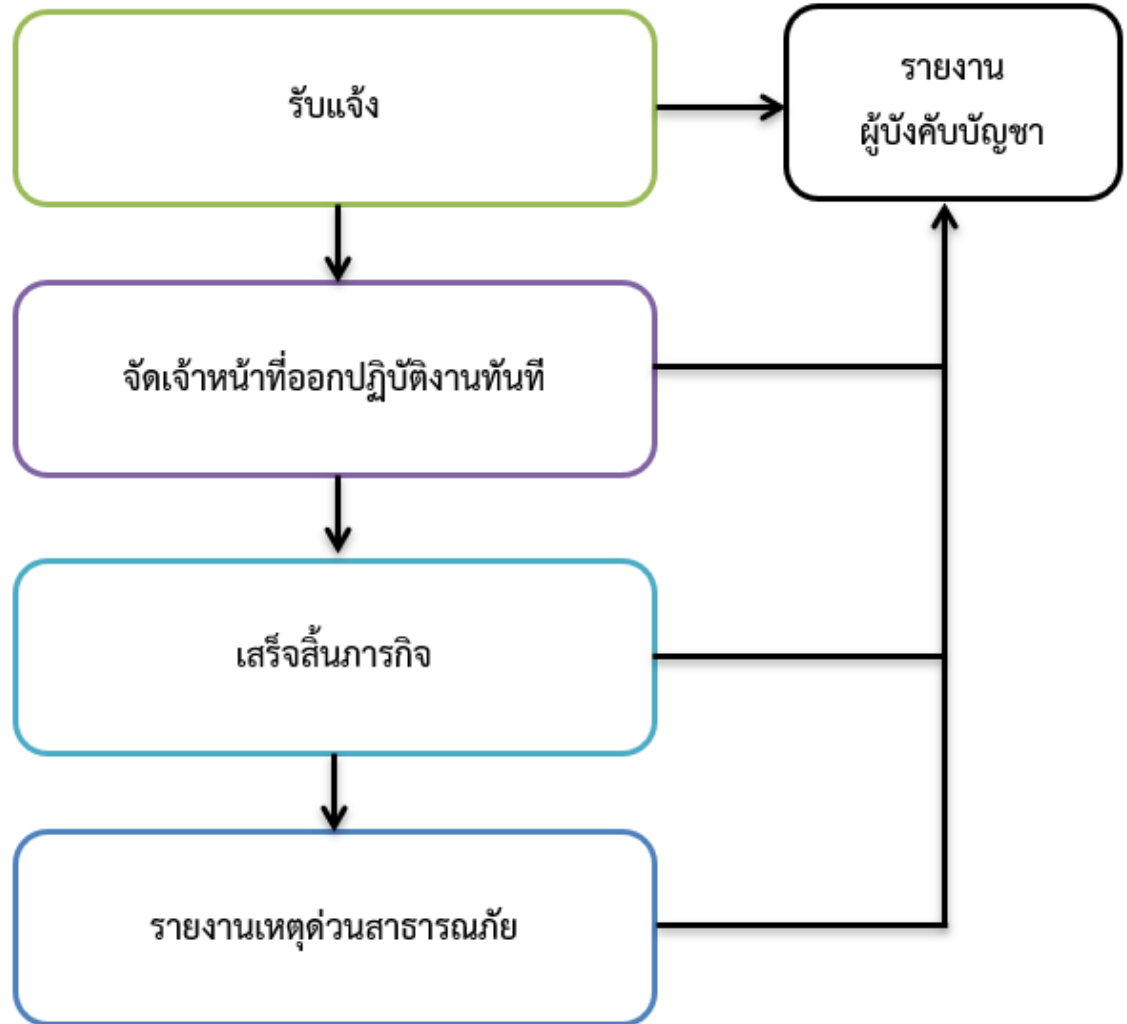 รับแจ้ง
รายงาน
ผู้บังคับบัญชา
จัดเจ้าหน้าที่ออกปฏิบัติงานทันที
เสร็จสิ้นภารกิจ
รายงานเหตุด่วนสาธารณภัย